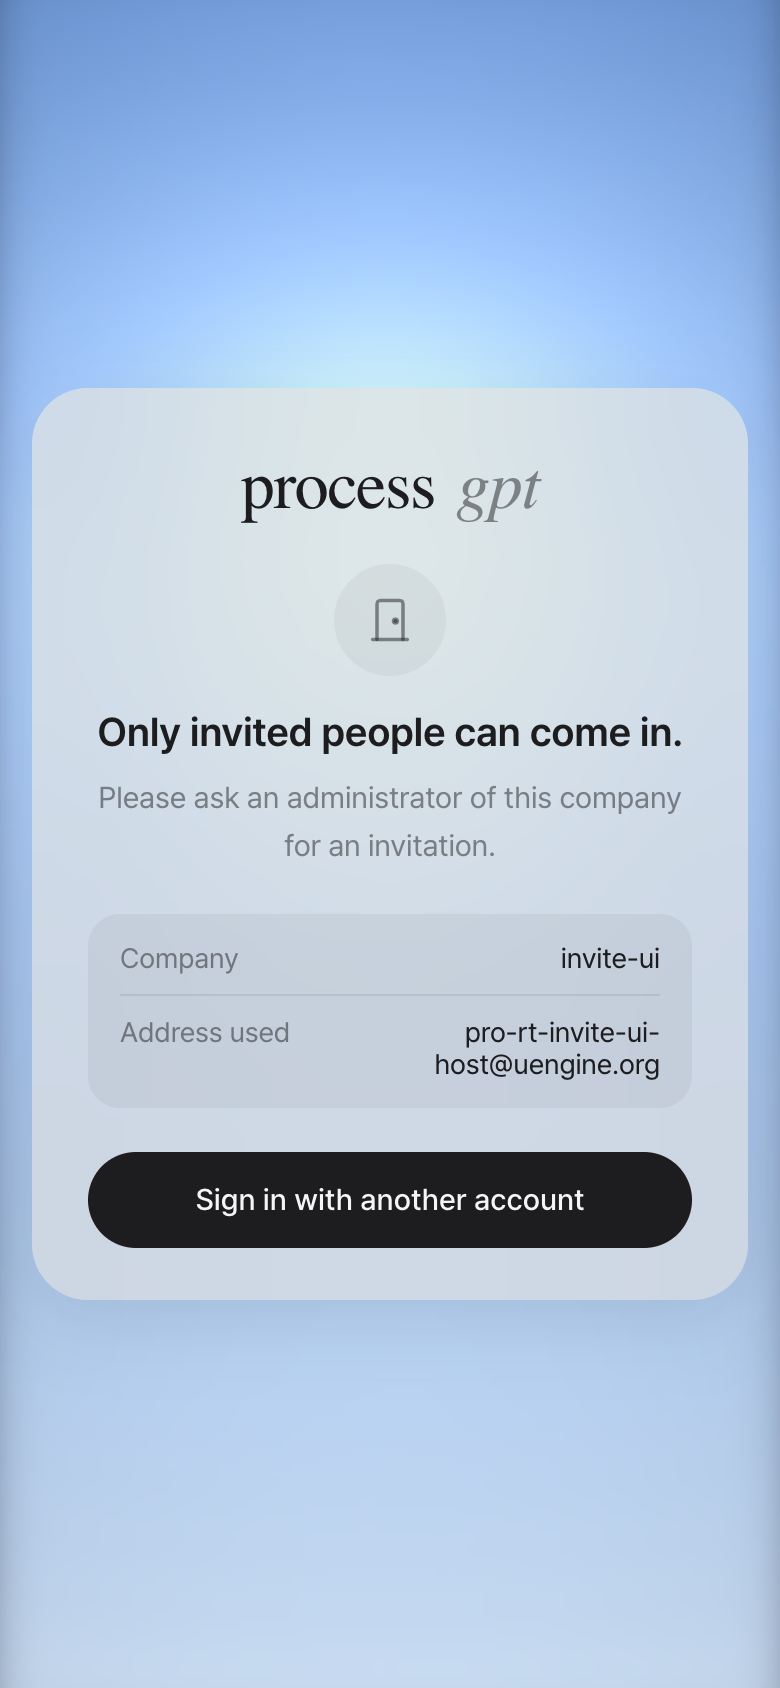 process gpt
Only invited people can come in.
Please ask an administrator of this company
for an invitation.
Company invite-ui
Address used pro-rt-invite-ui-
host@uengine.org
Sign in with another account